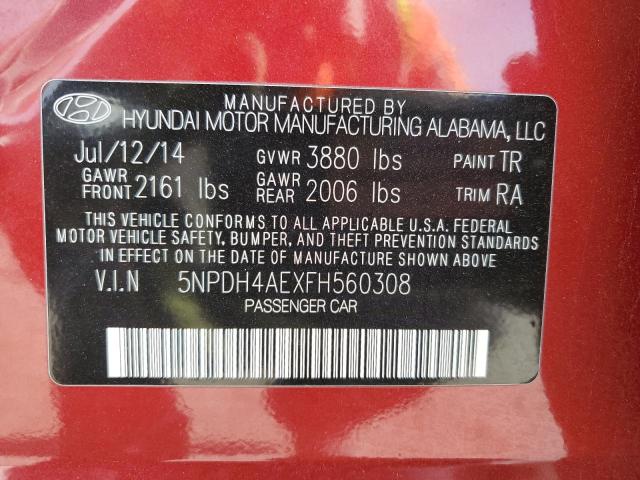 MANUFACTURED BY
HYUNDAI MOTOR MANUFACTURING ALABAMA, LLC
Jul/12/14 GVWR 3880 lbs PAINT TR
GAWR FRONT 2161 lbs GAWR REAR 2006 lbs TRIM RA
THIS VEHICLE CONFORMS TO ALL APPLICABLE U.S.A. FEDERAL
MOTOR VEHICLE SAFETY, BUMPER, AND THEFT PREVENTION STANDARDS
IN EFFECT ON THE DATE OF MANUFACTURE SHOWN ABOVE
V.I.N 5NPDH4AEXFH560308
PASSENGER CAR